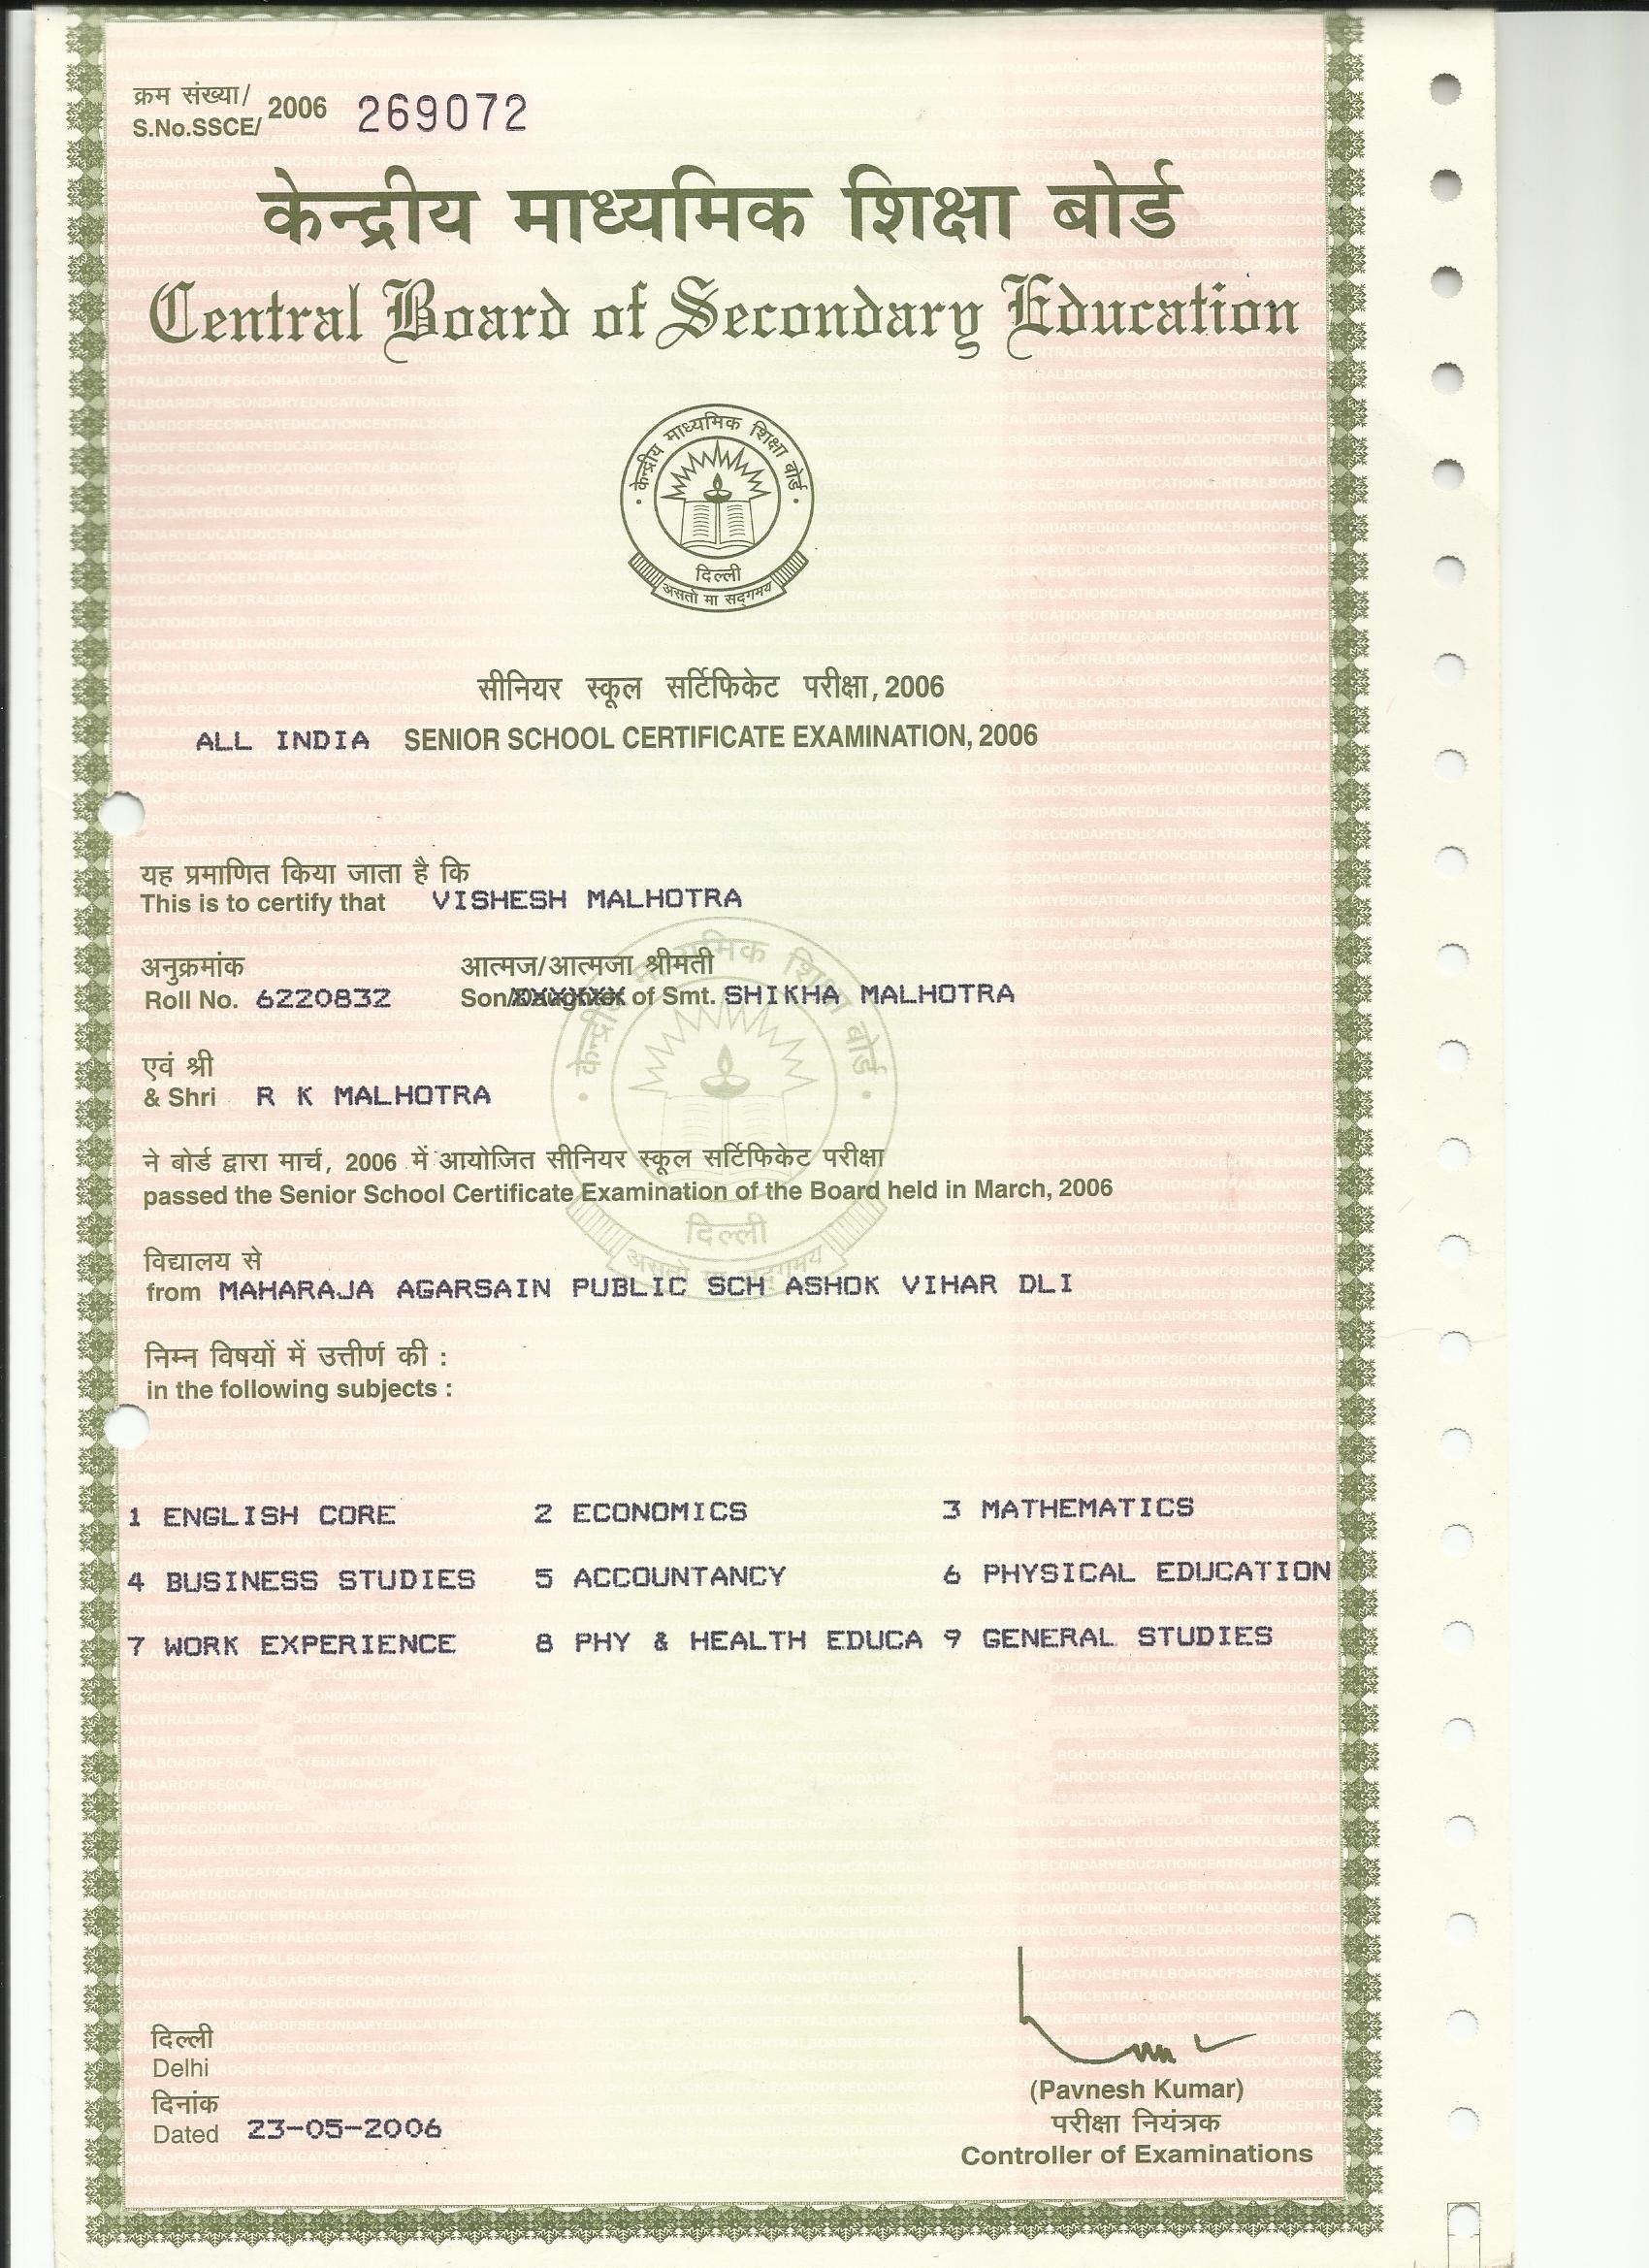 क्रम संख्या/
S.No.SSCE/ 2006 269072
केन्द्रीय माध्यमिक शिक्षा बोर्ड
Central Board of Secondary Education
केन्द्रीय माध्यमिक शिक्षा बोर्ड
दिल्ली
असतो मा सद्गमय
सीनियर स्कूल सर्टिफिकेट परीक्षा, 2006
ALL INDIA SENIOR SCHOOL CERTIFICATE EXAMINATION, 2006
यह प्रमाणित किया जाता है कि
This is to certify that VISHESH MALHOTRA
अनुक्रमांक आत्मज/आत्मजा श्रीमती
Roll No. 6220832 Son/Daughter of Smt. SHIKHA MALHOTRA
एवं श्री
& Shri R K MALHOTRA
ने बोर्ड द्वारा मार्च, 2006 में आयोजित सीनियर स्कूल सर्टिफिकेट परीक्षा
passed the Senior School Certificate Examination of the Board held in March, 2006
दिल्ली
विद्यालय से
from MAHARAJA AGARSAIN PUBLIC SCH ASHOK VIHAR DLI
निम्न विषयों में उत्तीर्ण की :
in the following subjects :
1 ENGLISH CORE 2 ECONOMICS 3 MATHEMATICS
4 BUSINESS STUDIES 5 ACCOUNTANCY 6 PHYSICAL EDUCATION
7 WORK EXPERIENCE 8 PHY & HEALTH EDUCA 9 GENERAL STUDIES
दिल्ली
Delhi
दिनांक
Dated 23-05-2006
(Pavnesh Kumar)
परीक्षा नियंत्रक
Controller of Examinations